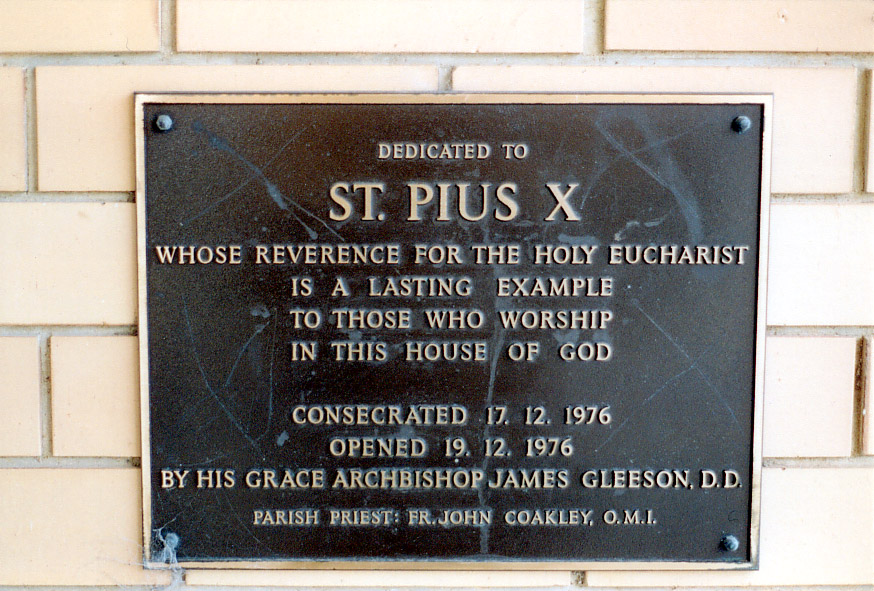 DEDICATED TO
ST. PIUS X
WHOSE REVERENCE FOR THE HOLY EUCHARIST
IS A LASTING EXAMPLE
TO THOSE WHO WORSHIP
IN THIS HOUSE OF GOD
CONSECRATED 17. 12. 1976
OPENED 19. 12. 1976
BY HIS GRACE ARCHBISHOP JAMES GLEESON, D.D.
PARISH PRIEST: FR. JOHN COAKLEY, O.M.I.